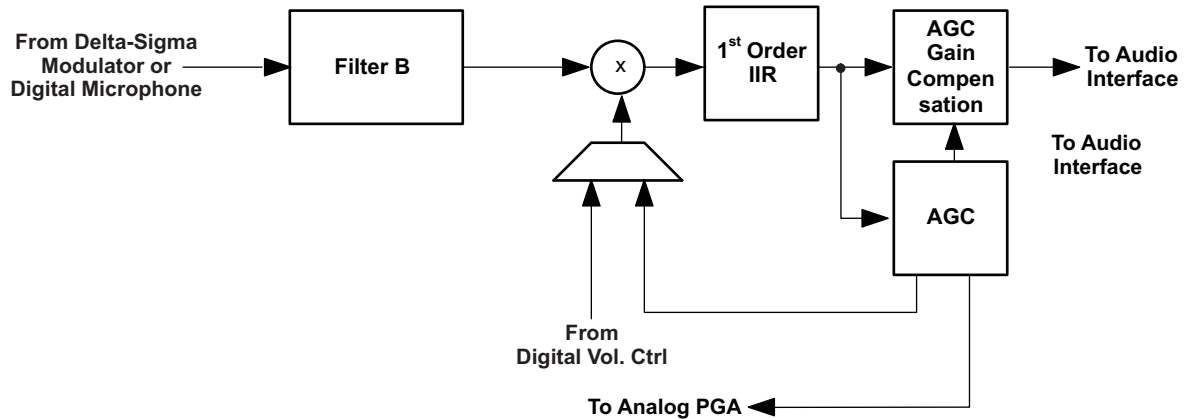 From Delta-Sigma
Modulator or
Digital Microphone
Filter B
x
1st Order
IIR
AGC
Gain
Compen
sation
To Audio
Interface
To Audio
Interface
AGC
From
Digital Vol. Ctrl
To Analog PGA